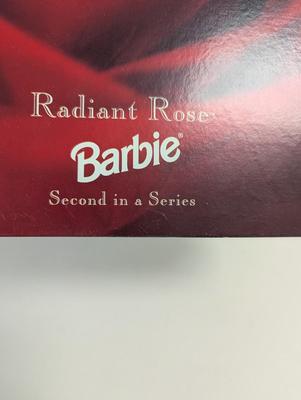 Radiant Rose
Barbie®
Second in a Series